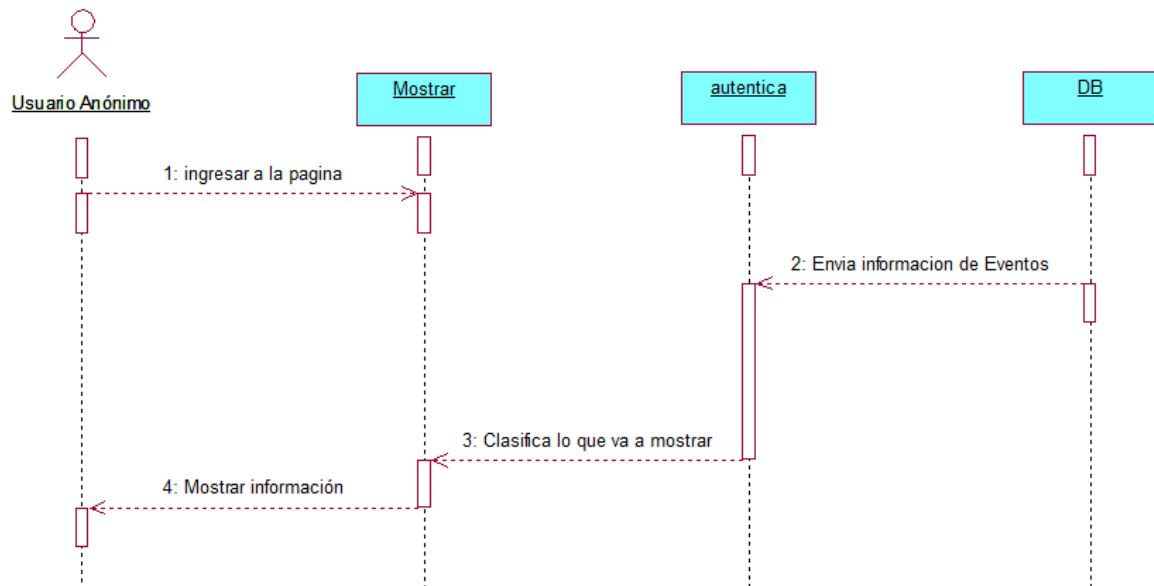 Usuario Anónimo
Mostrar
autentica
DB
1: ingresar a la pagina
2: Envia informacion de Eventos
3: Clasifica lo que va a mostrar
4: Mostrar información